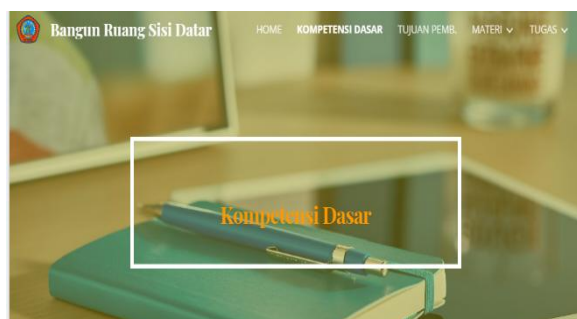 Bangun Ruang Sisi Datar
HOME KOMPETENSI DASAR TUJUAN PEMB. MATERI TUGAS
Kompetensi Dasar